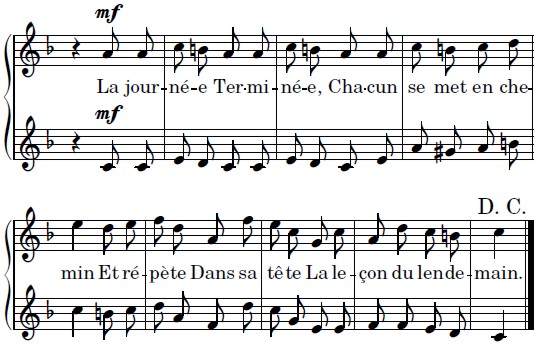 mf
La jour-né-e Ter-mi-né-e, Cha-cun se met en che-
mf
D. C.
min Et ré-pète Dans sa tête La le-çon du lende-main.